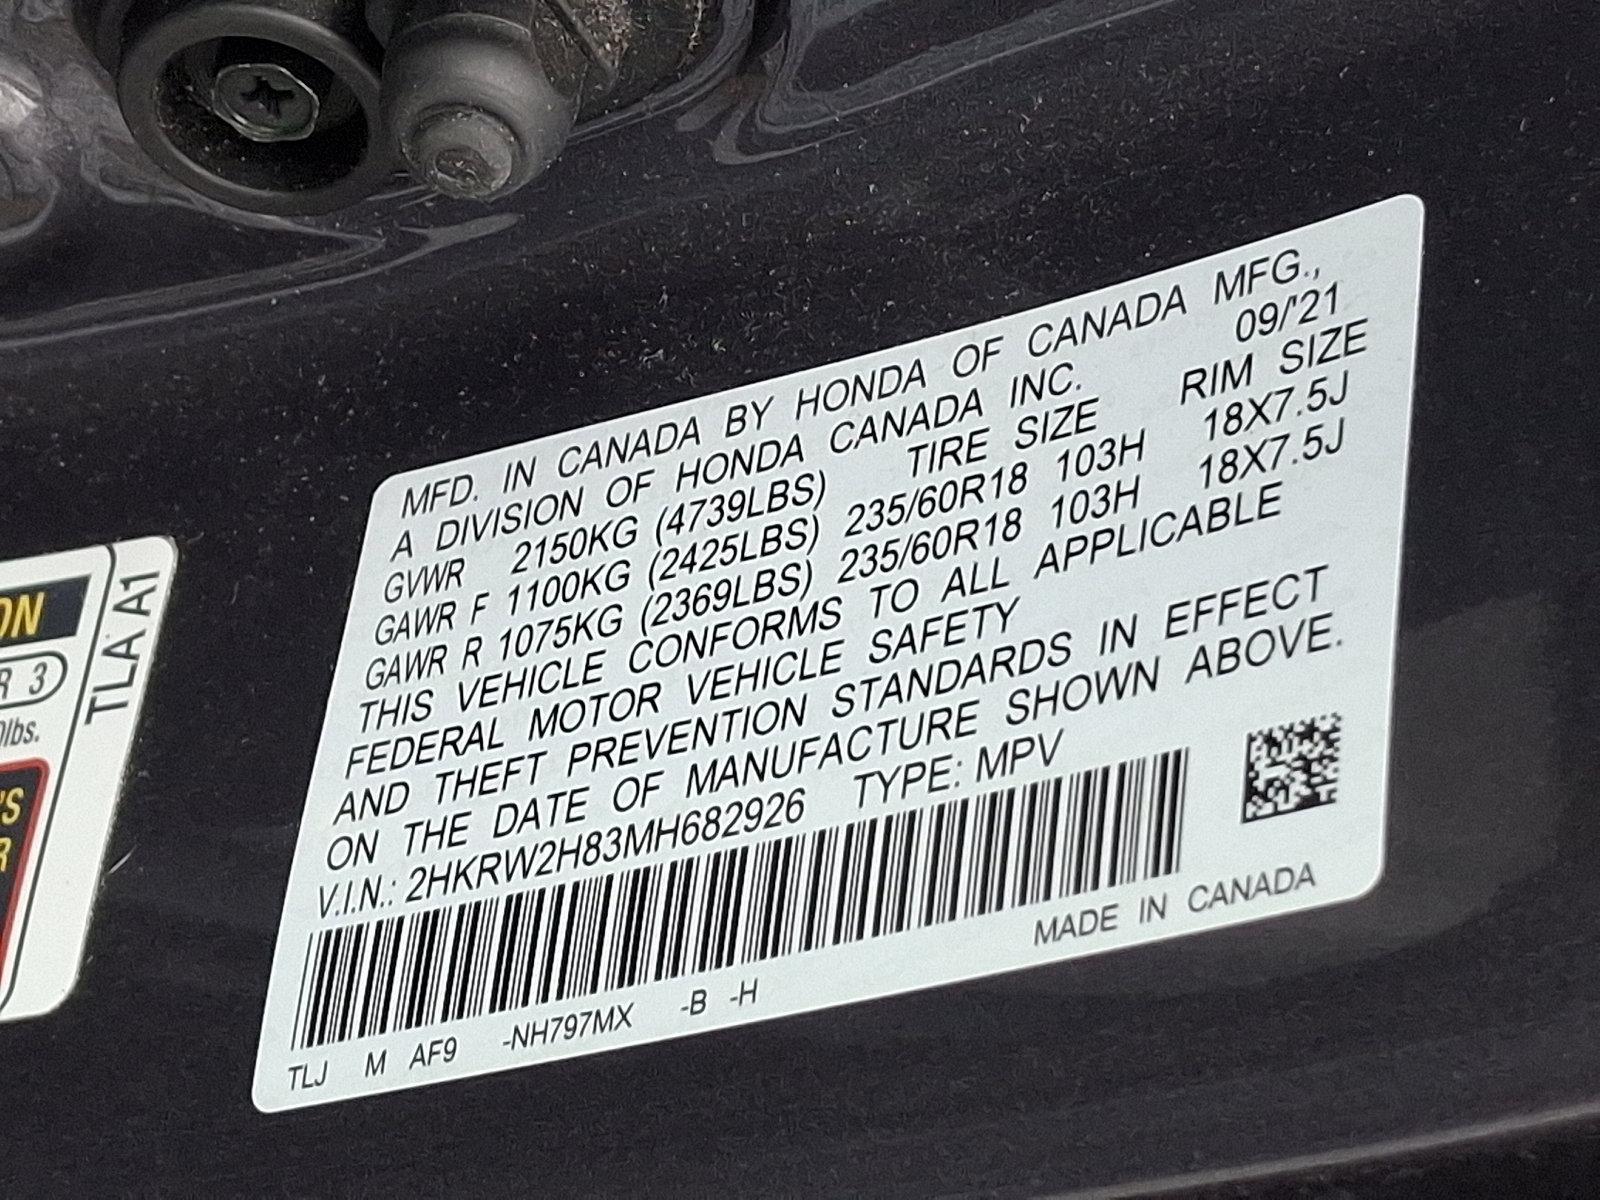 MFD. IN CANADA BY HONDA OF CANADA MFG.,
A DIVISION OF HONDA CANADA INC. 09/'21
GVWR 2150KG (4739LBS) TIRE SIZE RIM SIZE
GAWR F 1100KG (2425LBS) 235/60R18 103H 18X7.5J
GAWR R 1075KG (2369LBS) 235/60R18 103H 18X7.5J
THIS VEHICLE CONFORMS TO ALL APPLICABLE
FEDERAL MOTOR VEHICLE SAFETY
AND THEFT PREVENTION STANDARDS IN EFFECT
ON THE DATE OF MANUFACTURE SHOWN ABOVE.
V.I.N.: 2HKRW2H83MH682926 TYPE: MPV
MADE IN CANADA
TLJ M AF9 -NH797MX -B -H
TLA A1
3
lbs.